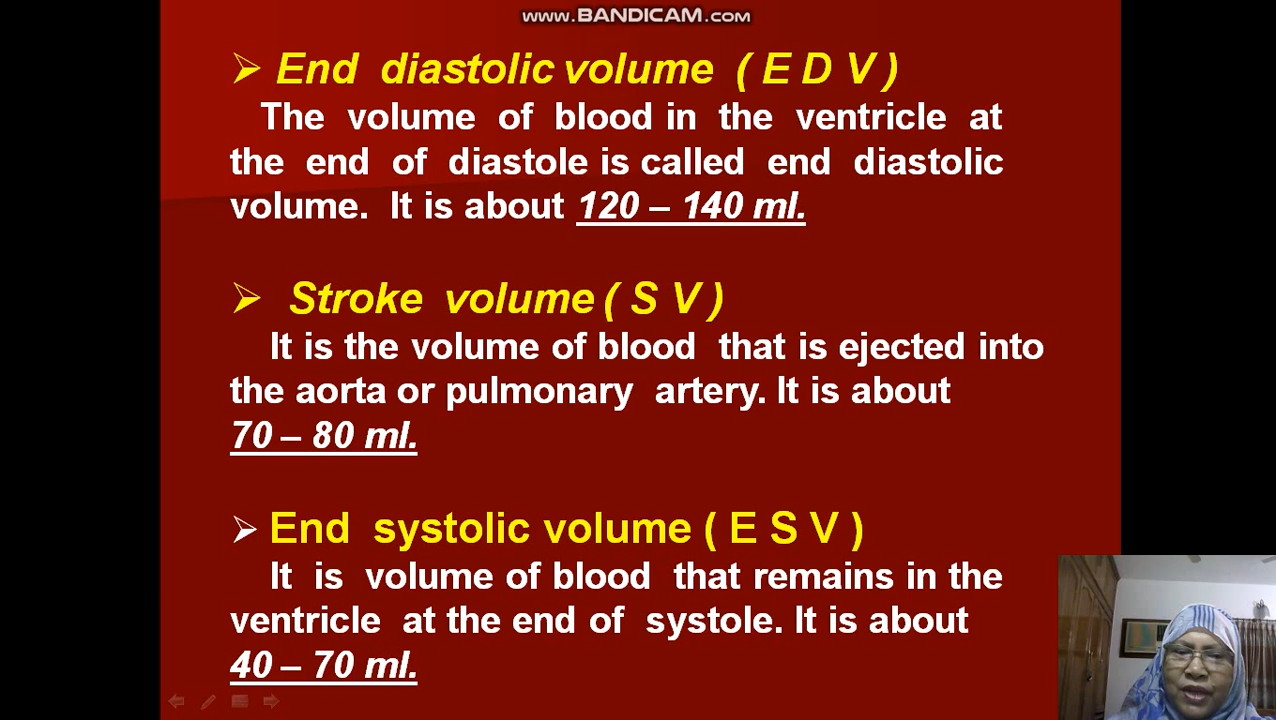 www.BANDICAM.com
➢ End diastolic volume ( E D V )
The volume of blood in the ventricle at
the end of diastole is called end diastolic
volume. It is about 120 – 140 ml.
➢ Stroke volume ( S V )
It is the volume of blood that is ejected into
the aorta or pulmonary artery. It is about
70 – 80 ml.
➢ End systolic volume ( E S V )
It is volume of blood that remains in the
ventricle at the end of systole. It is about
40 – 70 ml.